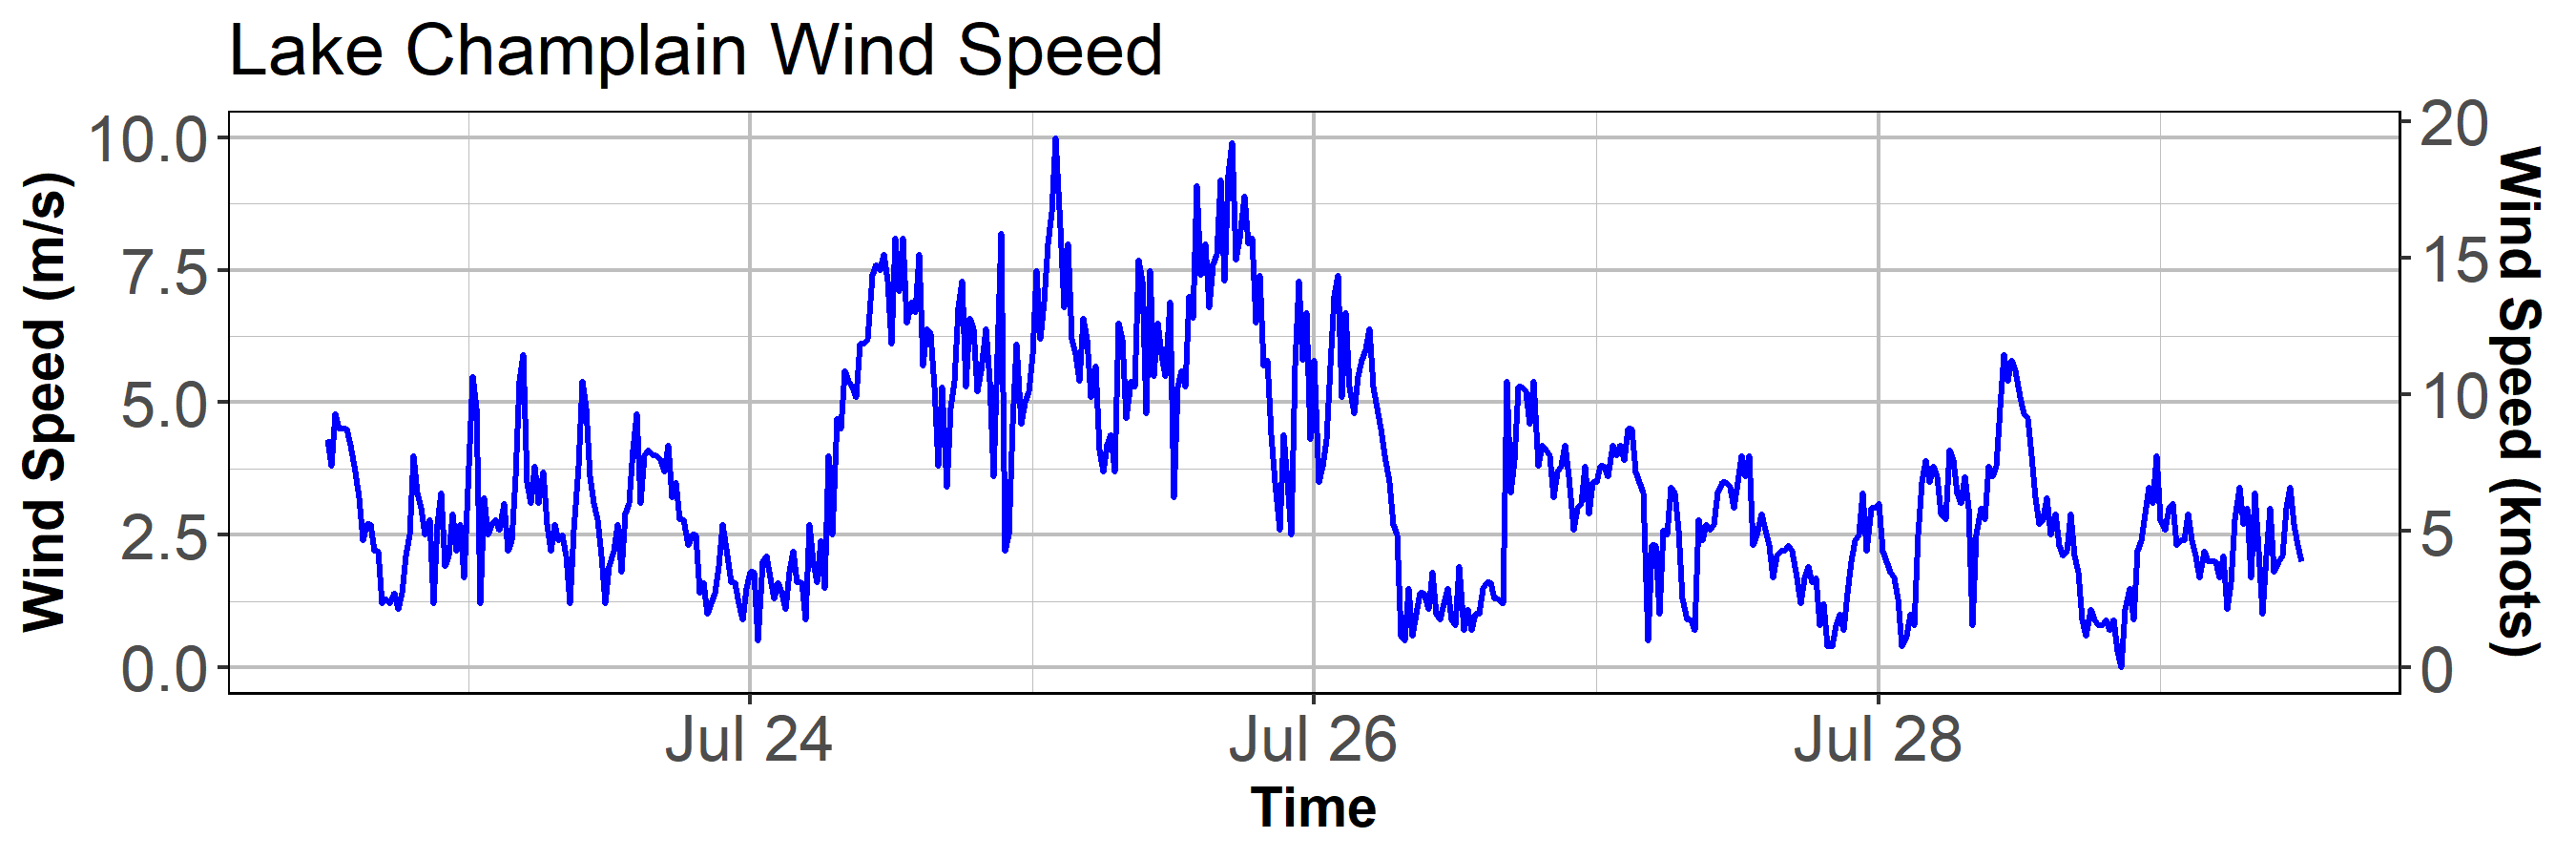 Lake Champlain Wind Speed
Wind Speed (m/s)
10.0
7.5
5.0
2.5
0.0
20
15
10
5
0
Wind Speed (knots)
Jul 24
Jul 26
Jul 28
Time